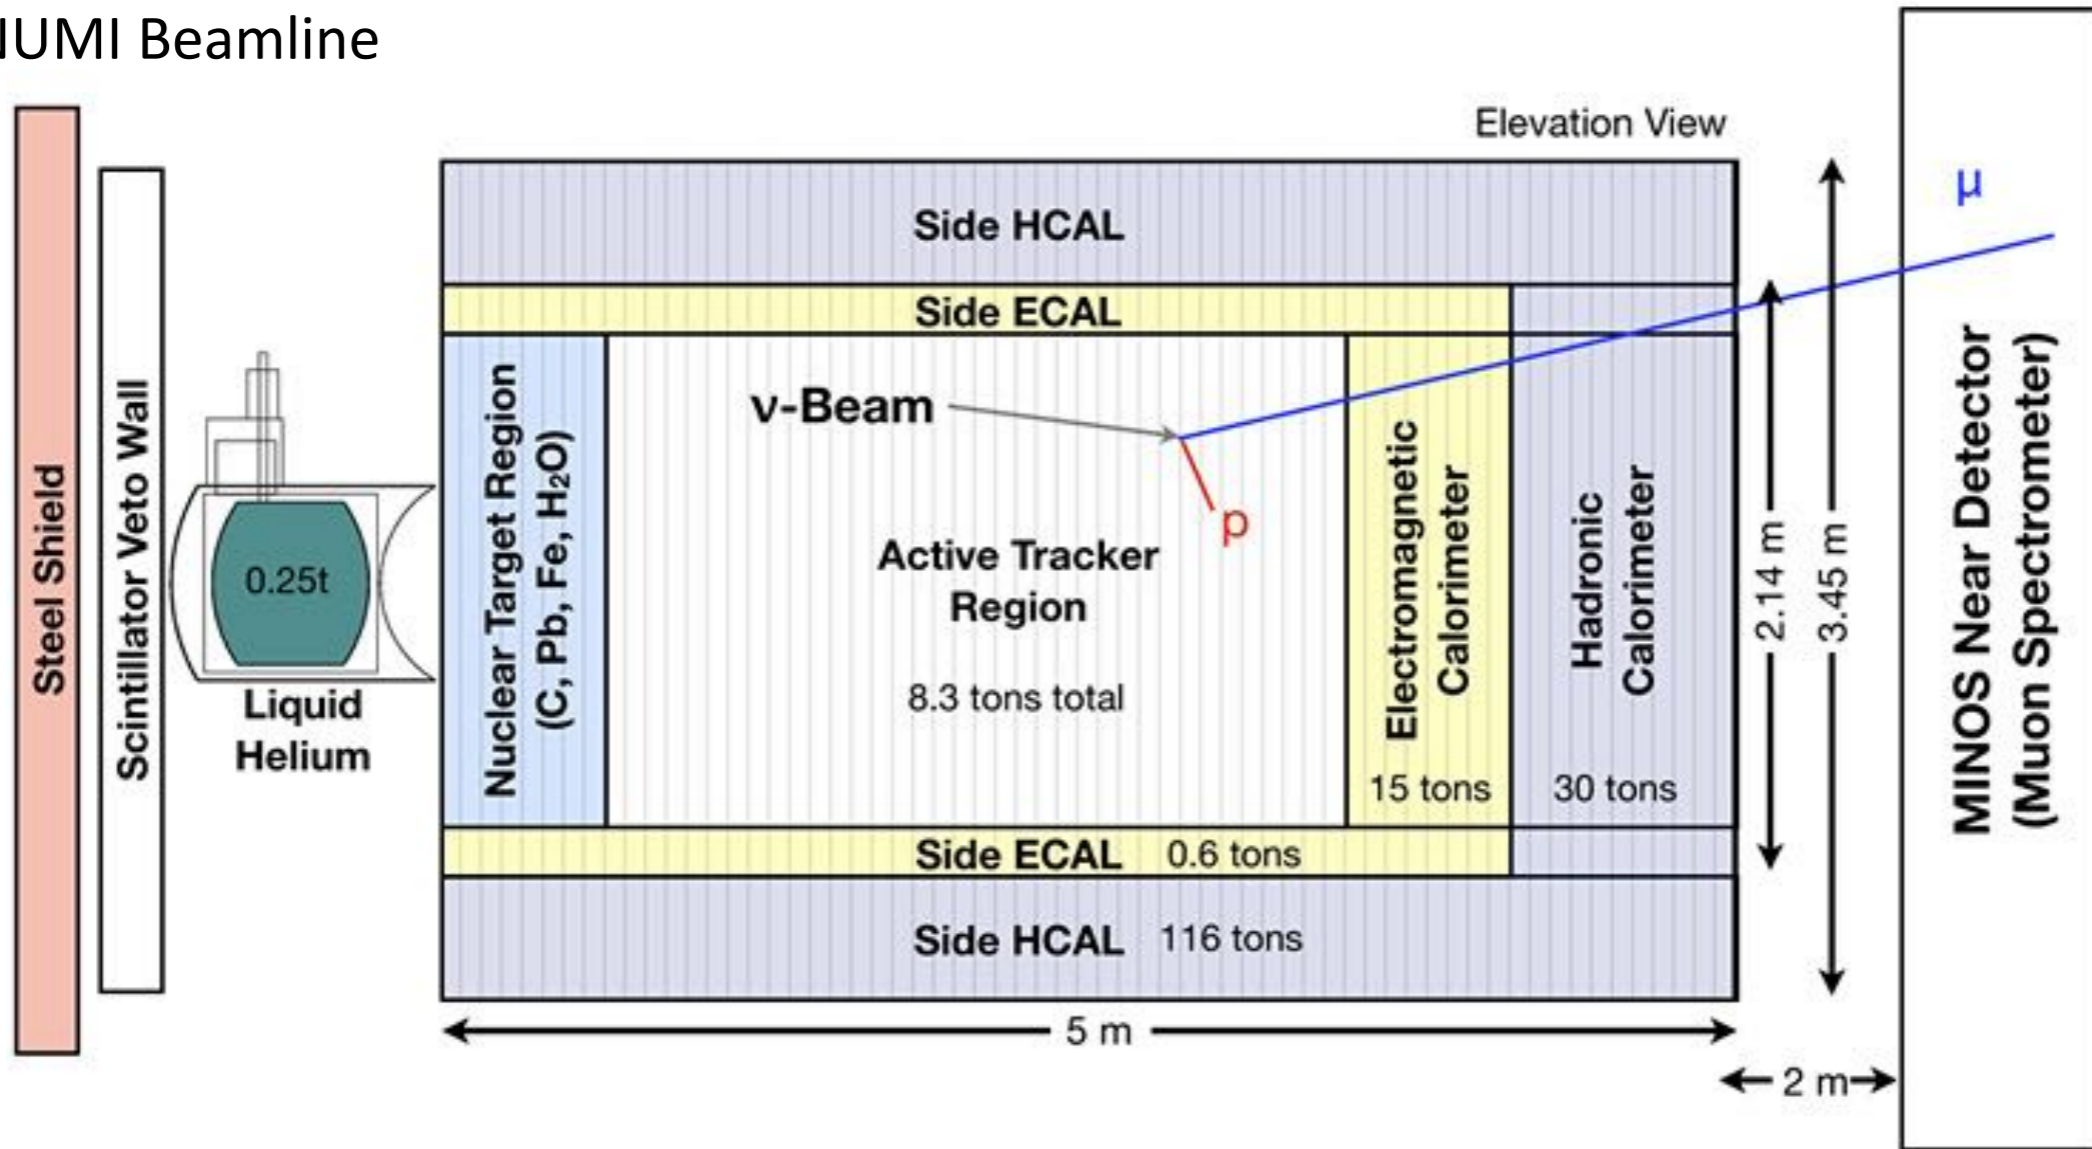 NUMI Beamline
Elevation View
Steel Shield
Scintillator Veto Wall
0.25t
Liquid
Helium
Side HCAL
Side ECAL
Nuclear Target Region
(C, Pb, Fe, H₂O)
ν-Beam
p
μ
Active Tracker
Region
8.3 tons total
Electromagnetic
Calorimeter
15 tons
Hadronic
Calorimeter
30 tons
Side ECAL 0.6 tons
Side HCAL 116 tons
5 m
2 m
2.14 m
3.45 m
MINOS Near Detector
(Muon Spectrometer)